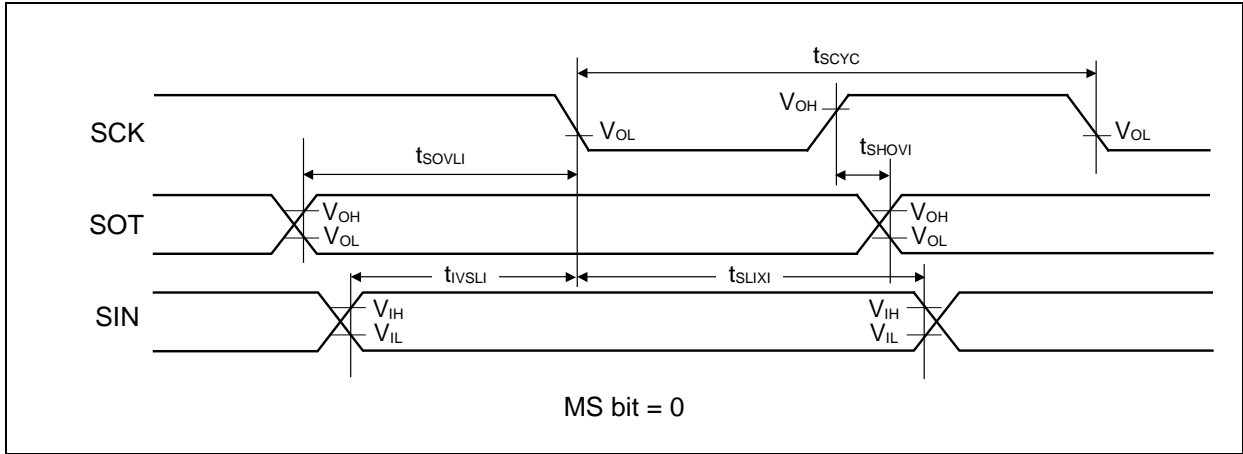 tSCYC
SCK
VOH
VOL
VOL
tSOVLI
tSHOVI
SOT
VOH
VOL
VOH
VOL
tIVSLI
tSLIXI
SIN
VIH
VIL
VIH
VIL
MS bit = 0